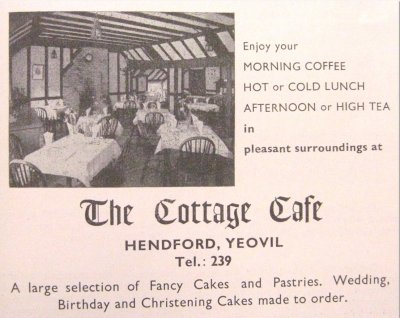 Enjoy your
MORNING COFFEE
HOT or COLD LUNCH
AFTERNOON or HIGH TEA
in
pleasant surroundings at
The Cottage Cafe
HENDFORD, YEOVIL
Tel.: 239
A large selection of Fancy Cakes and Pastries. Wedding,
Birthday and Christening Cakes made to order.